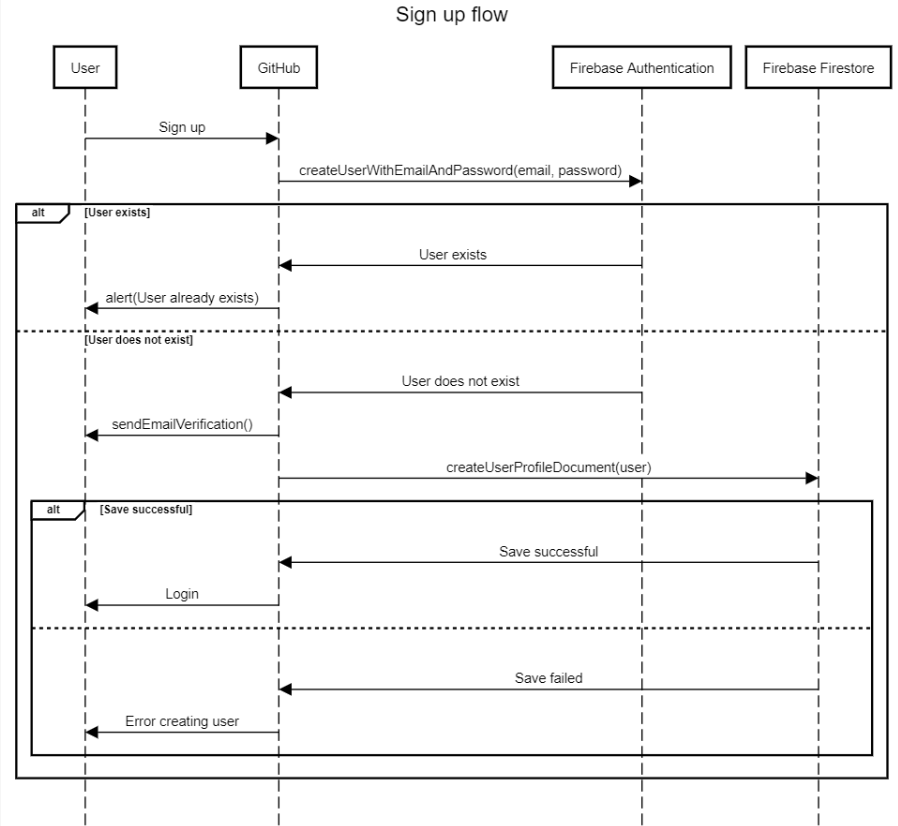 Sign up flow
User
GitHub
Firebase Authentication
Firebase Firestore
Sign up
createUserWithEmailAndPassword(email, password)
alt
[User exists]
User exists
alert(User already exists)
[User does not exist]
User does not exist
sendEmailVerification()
createUserProfileDocument(user)
alt
[Save successful]
Save successful
Login
Save failed
Error creating user